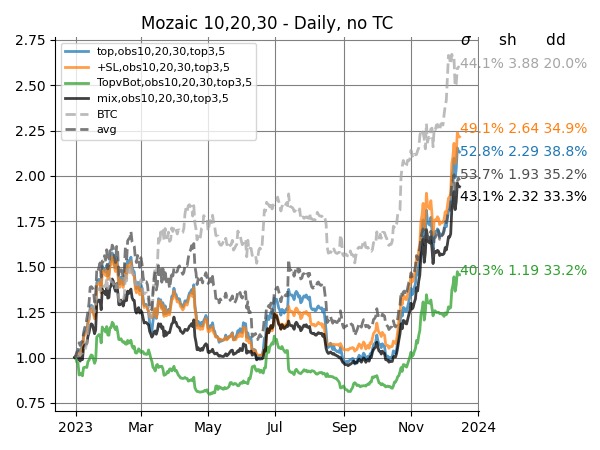 Mozaic 10,20,30 - Daily, no TC
σ sh dd
2.75
2.50
2.25
2.00
1.75
1.50
1.25
1.00
0.75
top,obs10,20,30,top3,5
+SL,obs10,20,30,top3,5
TopvBot,obs10,20,30,top3,5
mix,obs10,20,30,top3,5
BTC
avg
44.1% 3.88 20.0%
49.1% 2.64 34.9%
52.8% 2.29 38.8%
53.7% 1.93 35.2%
43.1% 2.32 33.3%
40.3% 1.19 33.2%
2023 Mar May Jul Sep Nov 2024